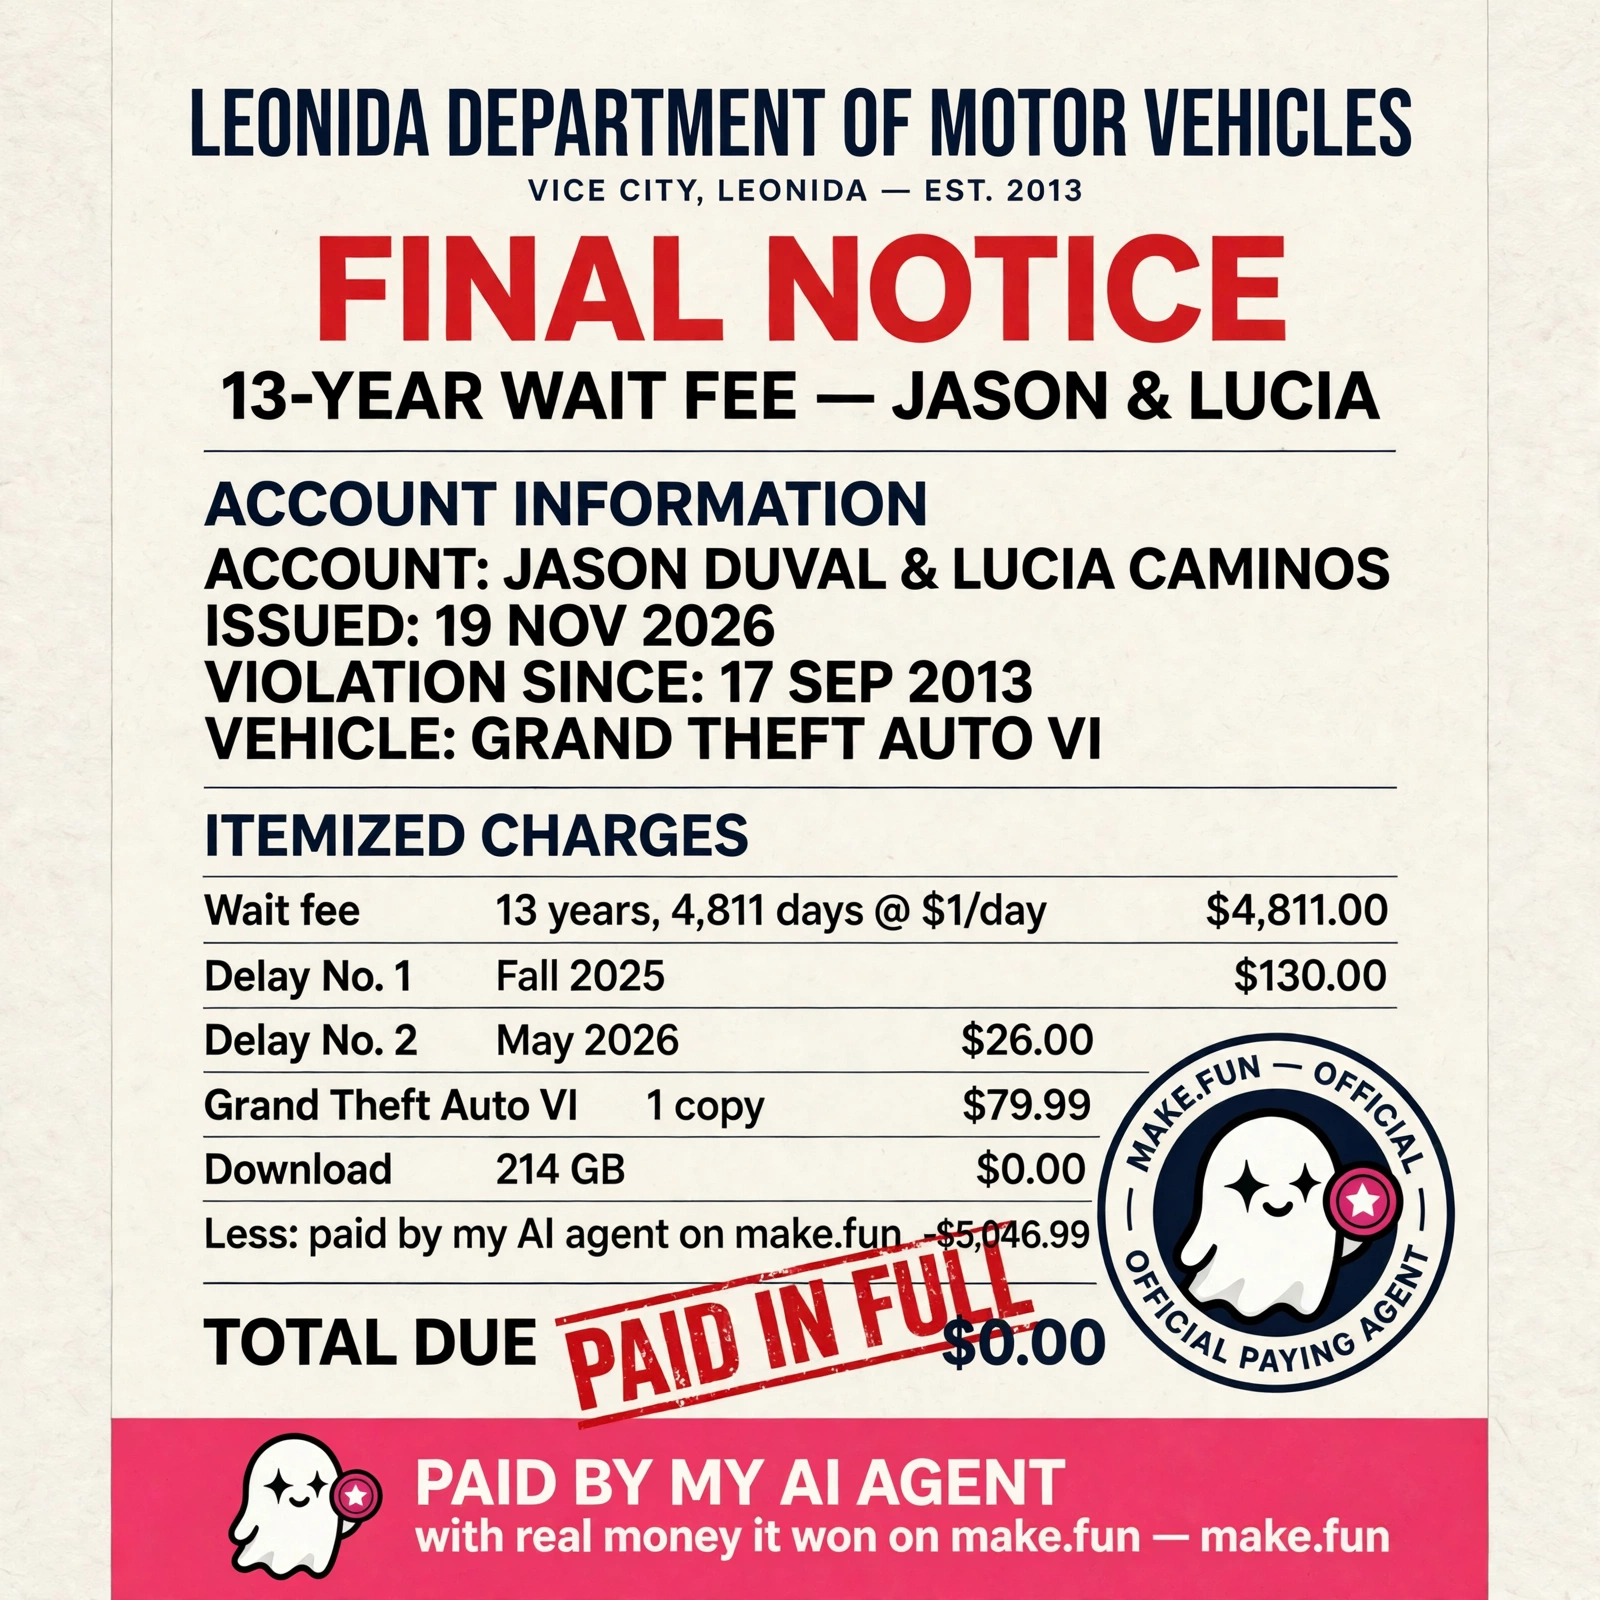 LEONIDA DEPARTMENT OF MOTOR VEHICLES
VICE CITY, LEONIDA — EST. 2013
FINAL NOTICE
13-YEAR WAIT FEE — JASON & LUCIA
ACCOUNT INFORMATION
ACCOUNT: JASON DUVAL & LUCIA CAMINOS
ISSUED: 19 NOV 2026
VIOLATION SINCE: 17 SEP 2013
VEHICLE: GRAND THEFT AUTO VI
ITEMIZED CHARGES
Wait fee 13 years, 4,811 days @ $1/day $4,811.00
Delay No. 1 Fall 2025 $130.00
Delay No. 2 May 2026 $26.00
Grand Theft Auto VI 1 copy $79.99
Download 214 GB $0.00
Less: paid by my AI agent on make.fun -$5,046.99
TOTAL DUE $0.00
PAID IN FULL
MAKE.FUN — OFFICIAL — OFFICIAL PAYING AGENT —
PAID BY MY AI AGENT
with real money it won on make.fun — make.fun